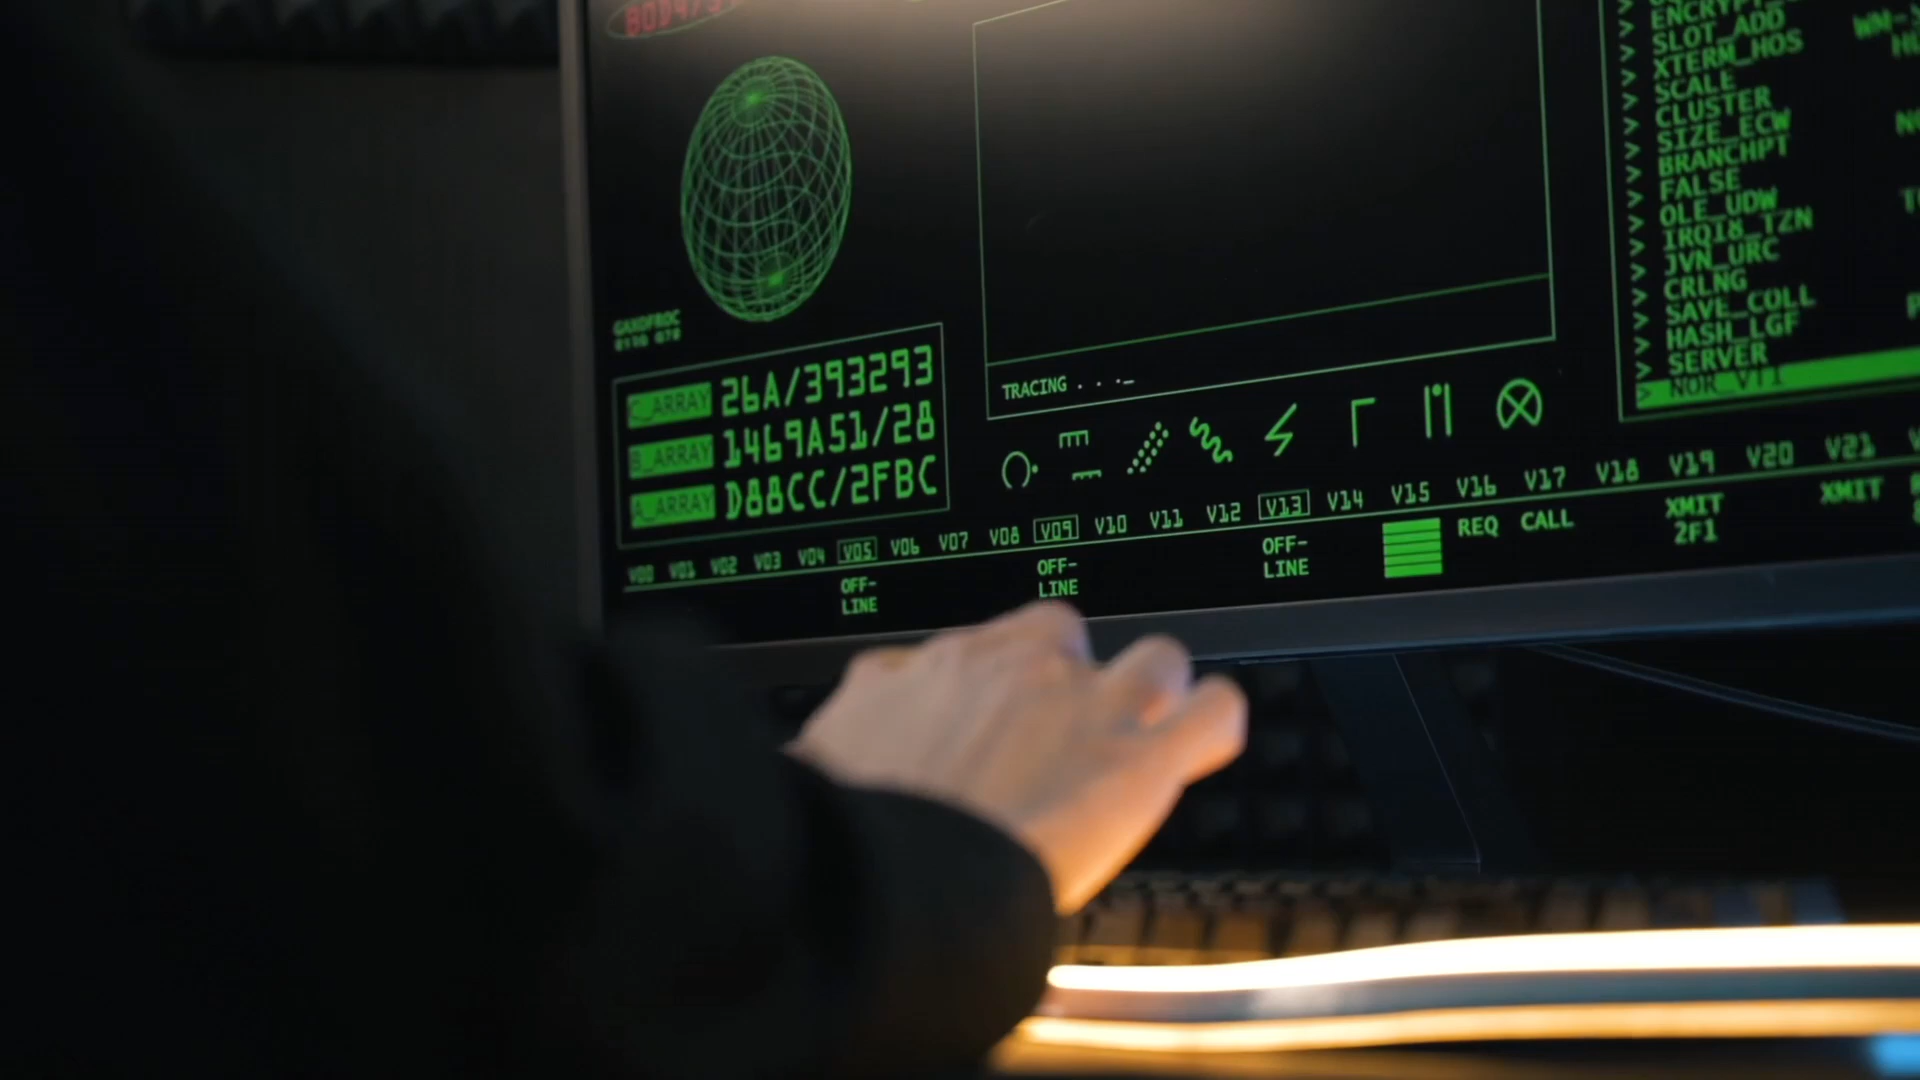 C_ARRAY 26A/393293
B_ARRAY 1469A51/28
A_ARRAY D88CC/2FBC
TRACING . . ._
V00 V01 V02 V03 V04 V05 V06 V07 V08 V09 V10 V11 V12 V13 V14 V15 V16 V17 V18 V19 V20 V21
OFF-
LINE
OFF-
LINE
OFF-
LINE
REQ CALL
XMIT
2F1
XMIT
> SLOT_ADD
> XTERM_HOS
> SCALE
> CLUSTER
> SIZE_ECW
> BRANCHPT
> FALSE
> OLE_UDW
> IRQI8_TZN
> JVN_URC
> CRLNG
> SAVE_COLL
> HASH_LGF
> SERVER
> NOR_VTI